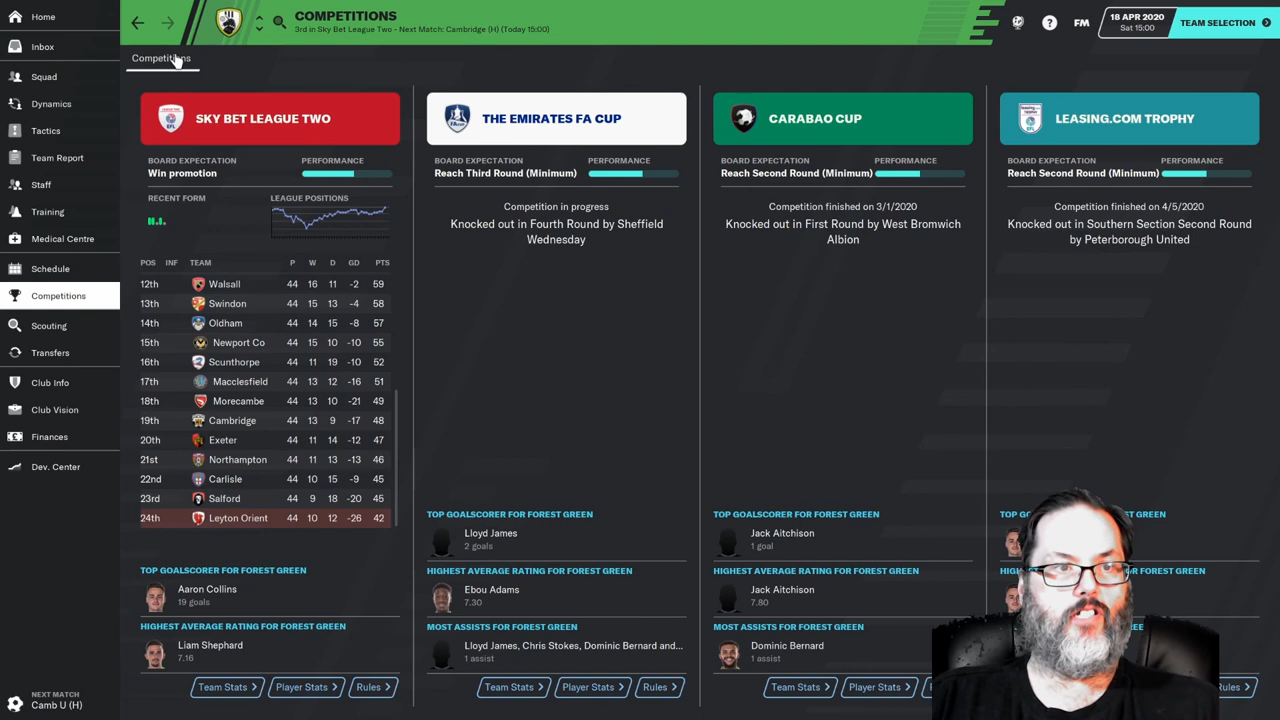 Home
Inbox
Squad
Dynamics
Tactics
Team Report
Staff
Training
Medical Centre
Schedule
Competitions
Scouting
Transfers
Club Info
Club Vision
Finances
Dev. Center
NEXT MATCH
Camb U (H)
COMPETITIONS
3rd in Sky Bet League Two - Next Match: Cambridge (H) (Today 15:00)
FM
18 APR 2020
Sat 15:00
TEAM SELECTION
Competitions
SKY BET LEAGUE TWO
BOARD EXPECTATION PERFORMANCE
Win promotion
RECENT FORM LEAGUE POSITIONS
POS INF TEAM P W D GD PTS
12th Walsall 44 16 11 -2 59
13th Swindon 44 15 13 -4 58
14th Oldham 44 14 15 -8 57
15th Newport Co 44 15 10 -10 55
16th Scunthorpe 44 11 19 -10 52
17th Macclesfield 44 13 12 -16 51
18th Morecambe 44 13 10 -21 49
19th Cambridge 44 13 9 -17 48
20th Exeter 44 11 14 -12 47
21st Northampton 44 11 13 -13 46
22nd Carlisle 44 10 15 -9 45
23rd Salford 44 9 18 -20 45
24th Leyton Orient 44 10 12 -26 42
TOP GOALSCORER FOR FOREST GREEN
Aaron Collins
19 goals
HIGHEST AVERAGE RATING FOR FOREST GREEN
Liam Shephard
7.16
Team Stats Player Stats Rules
THE EMIRATES FA CUP
BOARD EXPECTATION PERFORMANCE
Reach Third Round (Minimum)
Competition in progress
Knocked out in Fourth Round by Sheffield
Wednesday
TOP GOALSCORER FOR FOREST GREEN
Lloyd James
2 goals
HIGHEST AVERAGE RATING FOR FOREST GREEN
Ebou Adams
7.30
MOST ASSISTS FOR FOREST GREEN
Lloyd James, Chris Stokes, Dominic Bernard and...
1 assist
Team Stats Player Stats Rules
CARABAO CUP
BOARD EXPECTATION PERFORMANCE
Reach Second Round (Minimum)
Competition finished on 3/1/2020
Knocked out in First Round by West Bromwich
Albion
TOP GOALSCORER FOR FOREST GREEN
Jack Aitchison
1 goal
HIGHEST AVERAGE RATING FOR FOREST GREEN
Jack Aitchison
7.80
MOST ASSISTS FOR FOREST GREEN
Dominic Bernard
1 assist
Team Stats Player Stats
LEASING.COM TROPHY
BOARD EXPECTATION PERFORMANCE
Reach Second Round (Minimum)
Competition finished on 4/5/2020
Knocked out in Southern Section Second Round
by Peterborough United
FOREST GREEN
FOR FOREST GREEN
Rules